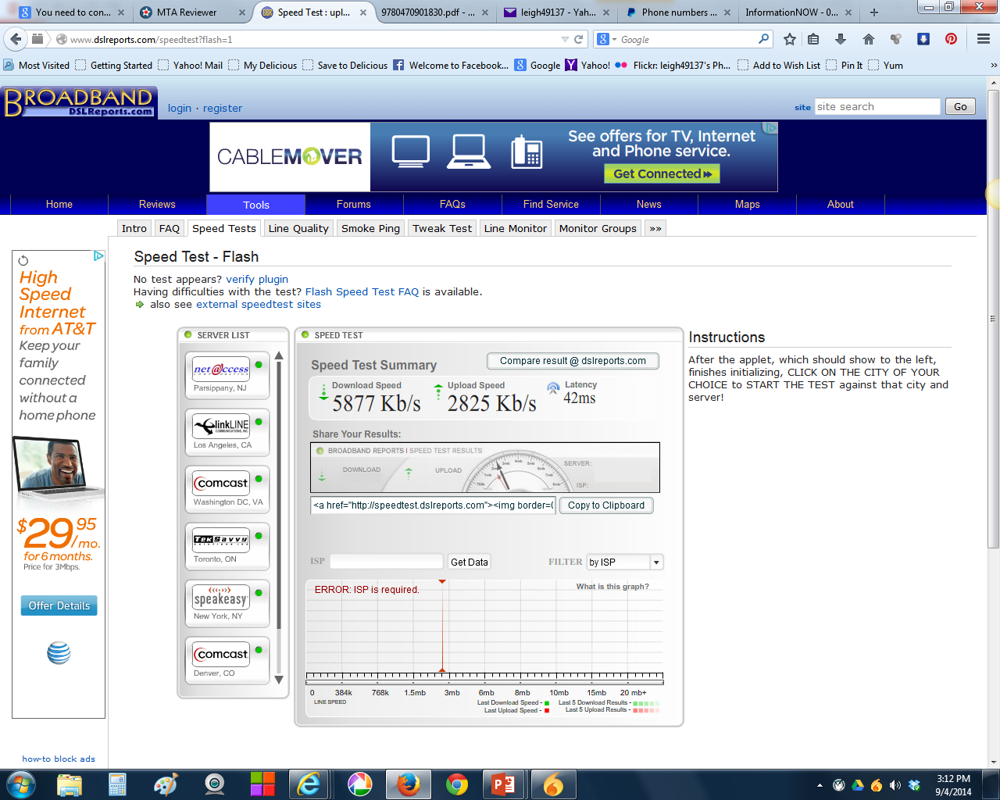 You need to con...
MTA Reviewer
Speed Test : uplo...
9780470901830.pdf - ...
leigh49137 - Yah...
Phone numbers ...
InformationNOW - 0...
www.dslreports.com/speedtest?flash=1
Google
Most Visited
Getting Started
Yahoo! Mail
My Delicious
Save to Delicious
Welcome to Facebook...
Google
Yahoo!
Flickr: leigh49137's Ph...
Add to Wish List
Pin It
Yum
BROADBAND
DSLReports.com
login · register
site
site search
Go
CABLEMOVER
See offers for TV, Internet
and Phone service.
Get Connected
Home
Reviews
Tools
Forums
FAQs
Find Service
News
Maps
About
Intro
FAQ
Speed Tests
Line Quality
Smoke Ping
Tweak Test
Line Monitor
Monitor Groups
»»
High
Speed
Internet
from AT&T
Keep your
family
connected
without a
home phone
$29.95/mo.
for 6 months.
Price for 3Mbps.
Offer Details
how-to block ads
Speed Test - Flash
No test appears? verify plugin
Having difficulties with the test? Flash Speed Test FAQ is available.
also see external speedtest sites
SERVER LIST
net@ccess
CORPORATION
Parsippany, NJ
linkLINE
COMMUNICATIONS, INC.
Los Angeles, CA
comcast.
Washington DC, VA
TekSavvy
SOLUTIONS INC.
Toronto, ON
speakeasy
New York, NY
comcast.
Denver, CO
SPEED TEST
Speed Test Summary
Compare result @ dslreports.com
Download Speed
5877 Kb/s
Upload Speed
2825 Kb/s
Latency
42ms
Share Your Results:
BROADBAND REPORTS | SPEED TEST RESULTS
DOWNLOAD
UPLOAD
SERVER:
ISP:
<a href="http://speedtest.dslreports.com"><img border=0
Copy to Clipboard
ISP
Get Data
FILTER
by ISP
ERROR: ISP is required.
What is this graph?
0 384k 768k 1.5mb 3mb 6mb 8mb 10mb 15mb 20 mb+
LINE SPEED
Last Download Speed -
Last 5 Download Results -
Last Upload Speed -
Last 5 Upload Results -
Instructions
After the applet, which should show to the left,
finishes initializing, CLICK ON THE CITY OF YOUR
CHOICE to START THE TEST against that city and
server!
3:12 PM
9/4/2014